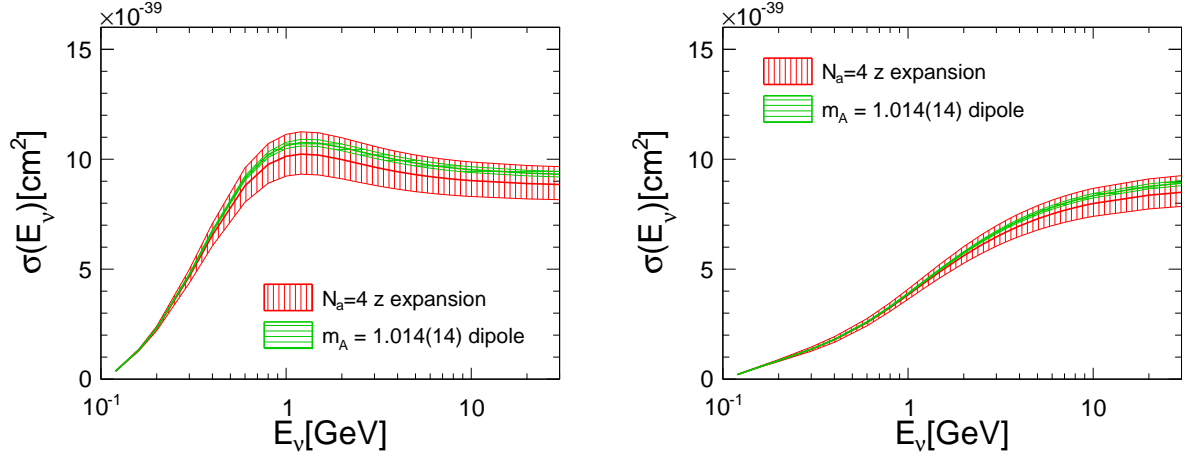 ×10⁻³⁹
15
10
5
0
10⁻¹
1
10
σ(E_ν)[cm²]
E_ν[GeV]
N_a=4 z expansion
m_A = 1.014(14) dipole
×10⁻³⁹
15
10
5
0
10⁻¹
1
10
σ(E_ν)[cm²]
E_ν[GeV]
N_a=4 z expansion
m_A = 1.014(14) dipole